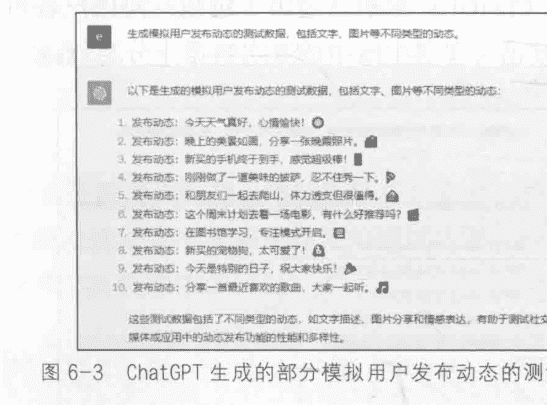 e
生成模拟用户发布动态的测试数据,包括文字、图片等不同类型的动态。
以下是生成的模拟用户发布动态的测试数据,包括文字、图片等不同类型的动态:
1. 发布动态:今天天气真好,心情愉快!
2. 发布动态:晚上的美景如画,分享一张晚霞照片。
3. 发布动态:新买的手机终于到手,感觉超级棒!
4. 发布动态:刚刚做了一道美味的披萨,忍不住秀一下。
5. 发布动态:和朋友们一起去爬山,体力透支但很值得。
6. 发布动态:这个周末计划去看一场电影,有什么好推荐吗?
7. 发布动态:在图书馆学习,专注模式开启。
8. 发布动态:新买的宠物狗,太可爱了!
9. 发布动态:今天是特别的日子,祝大家快乐!
10. 发布动态:分享一首最近喜欢的歌曲,大家一起听。
这些测试数据包括了不同类型的动态,如文字描述、图片分享和情感表达,有助于测试社交
媒体或应用中的动态发布功能的性能和多样性。
图 6-3 ChatGPT 生成的部分模拟用户发布动态的测